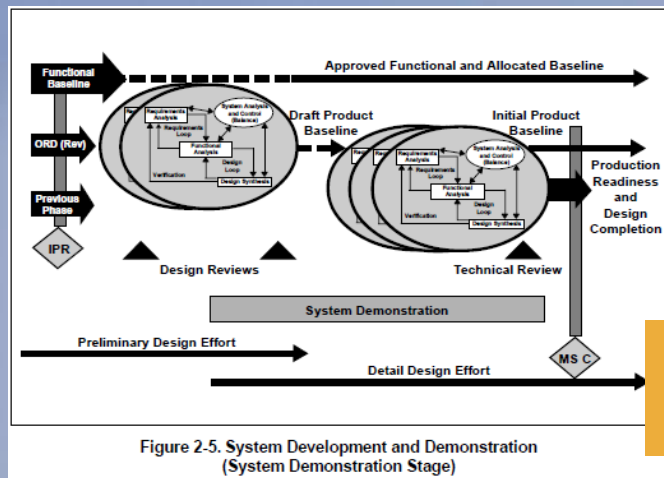 Functional
Baseline
Approved Functional and Allocated Baseline
ORD (Rev)
Previous
Phase
IPR
Requirements
Analysis
System Analysis
and Control
(Balance)
Requirements
Loop
Functional
Analysis
Design
Loop
Verification
Design Synthesis
Draft Product
Baseline
Requirements
Analysis
System Analysis
and Control
(Balance)
Requirements
Loop
Functional
Analysis
Design
Loop
Verification
Design Synthesis
Initial Product
Baseline
Production
Readiness
and
Design
Completion
Design Reviews
Technical Review
System Demonstration
Preliminary Design Effort
MS C
Detail Design Effort
Figure 2-5. System Development and Demonstration
(System Demonstration Stage)